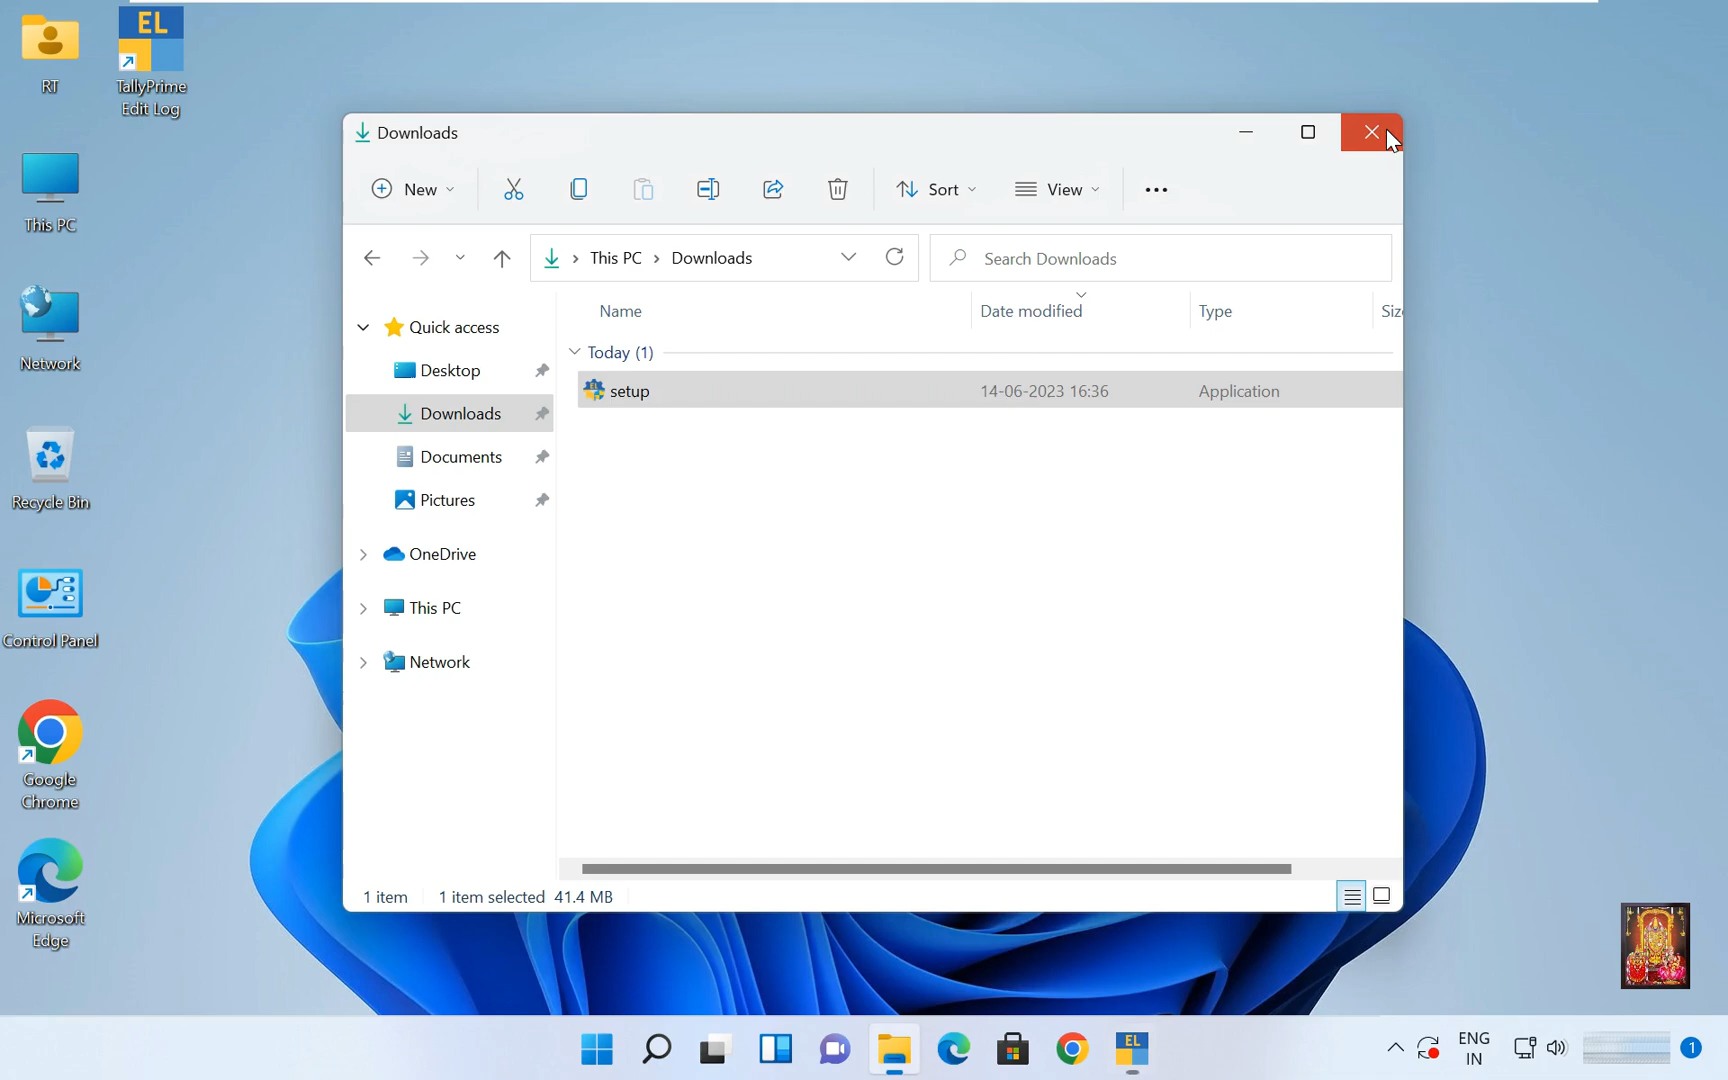 RT
EL
TallyPrime
Edit Log
This PC
Network
Recycle Bin
Control Panel
Google
Chrome
Microsoft
Edge
Downloads
New
Sort
View
This PC
Downloads
Search Downloads
Quick access
Desktop
Downloads
Documents
Pictures
OneDrive
This PC
Network
Name
Date modified
Type
Siz
Today (1)
setup
14-06-2023 16:36
Application
1 item
1 item selected 41.4 MB
EL
ENG
IN
1